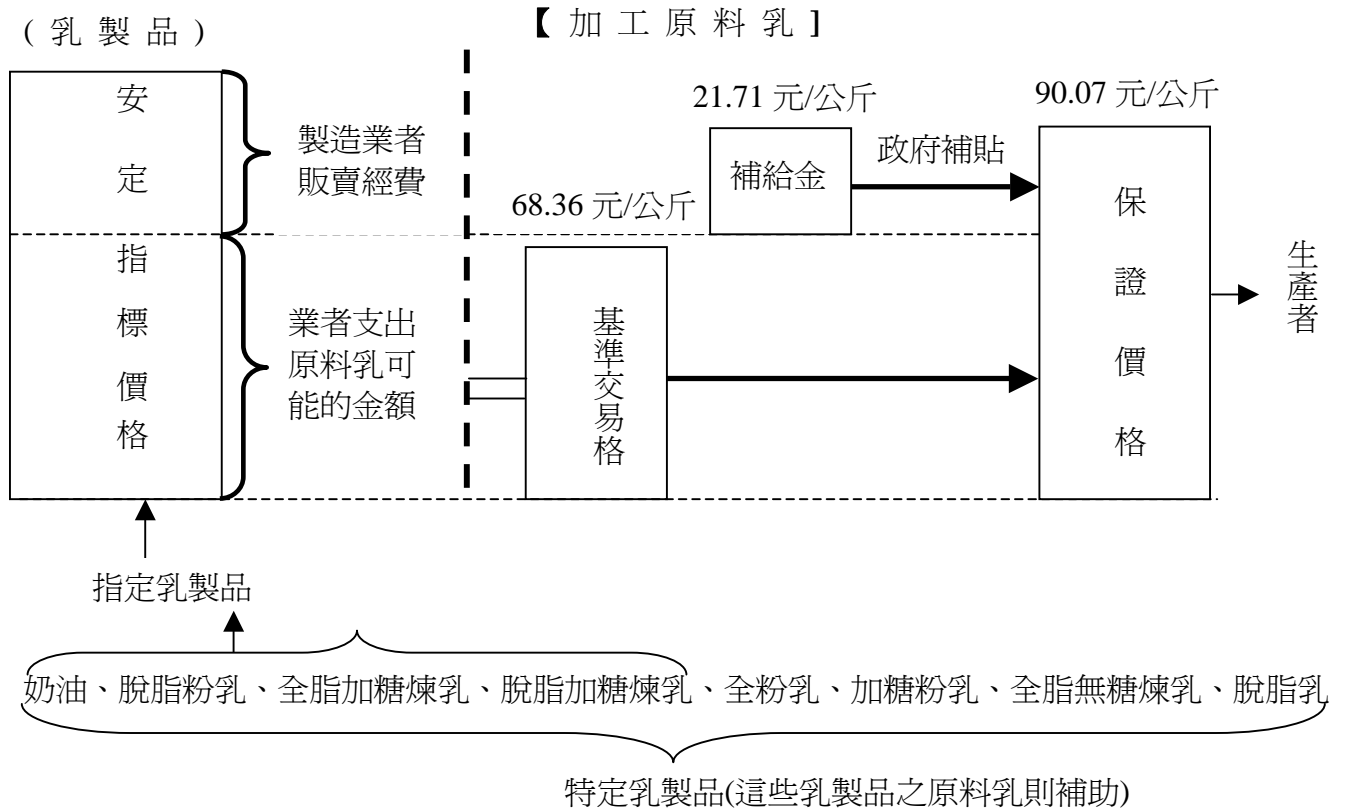 (乳製品)
【加工原料乳】
安定指標價格
製造業者
販賣經費
業者支出
原料乳可
能的金額
68.36 元/公斤
基準交易格
21.71 元/公斤
補給金
政府補貼
90.07 元/公斤
保證價格
生產者
指定乳製品
奶油、脫脂粉乳、全脂加糖煉乳、脫脂加糖煉乳、全粉乳、加糖粉乳、全脂無糖煉乳、脫脂乳
特定乳製品(這些乳製品之原料乳則補助)